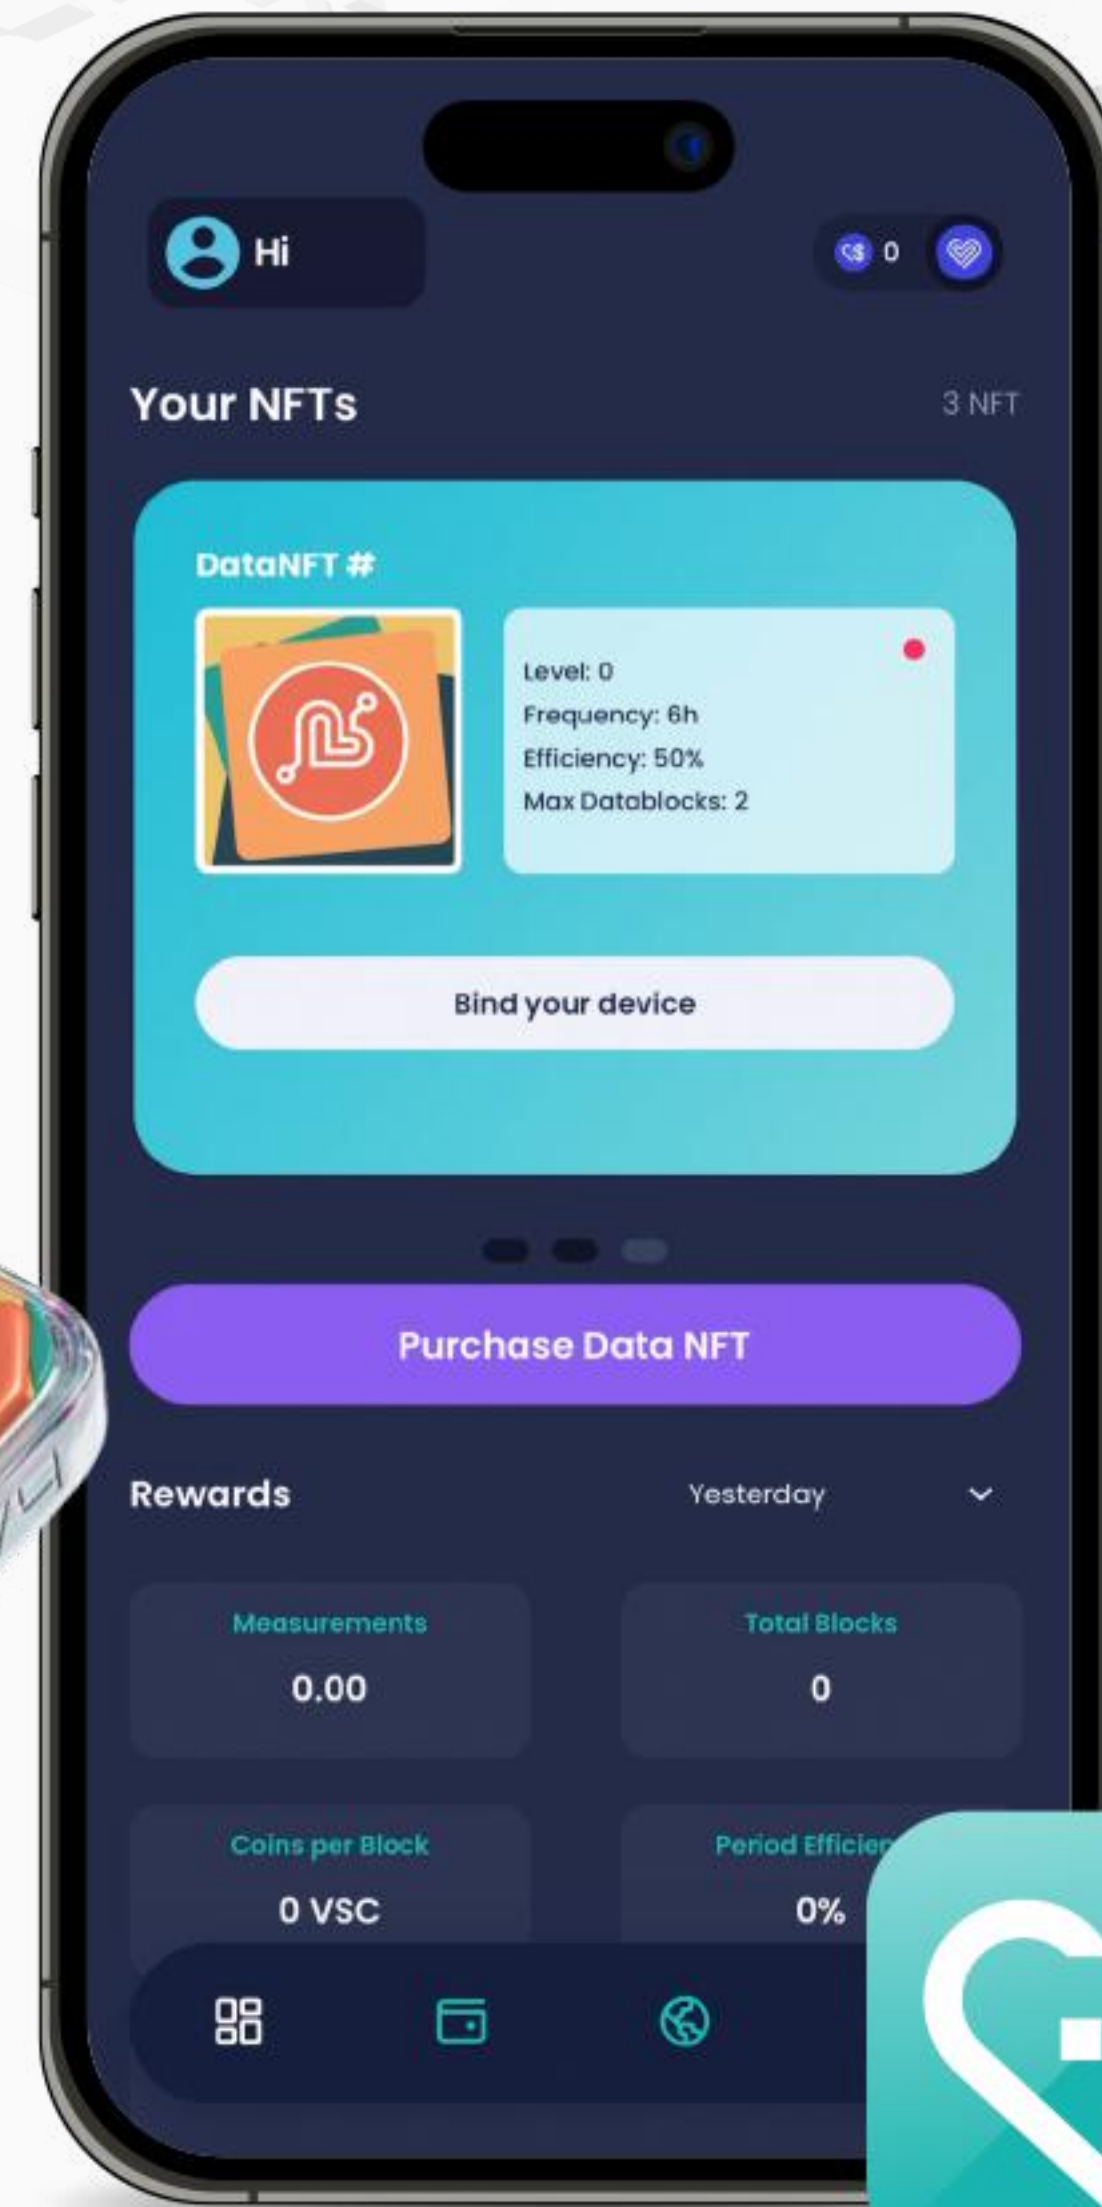 Hi
0
Your NFTs
3 NFT
DataNFT #
Level: 0
Frequency: 6h
Efficiency: 50%
Max Datablocks: 2
Bind your device
Purchase Data NFT
Rewards
Yesterday
Measurements
Total Blocks
0.00
0
Coins per Block
Period
0 VSC
0%